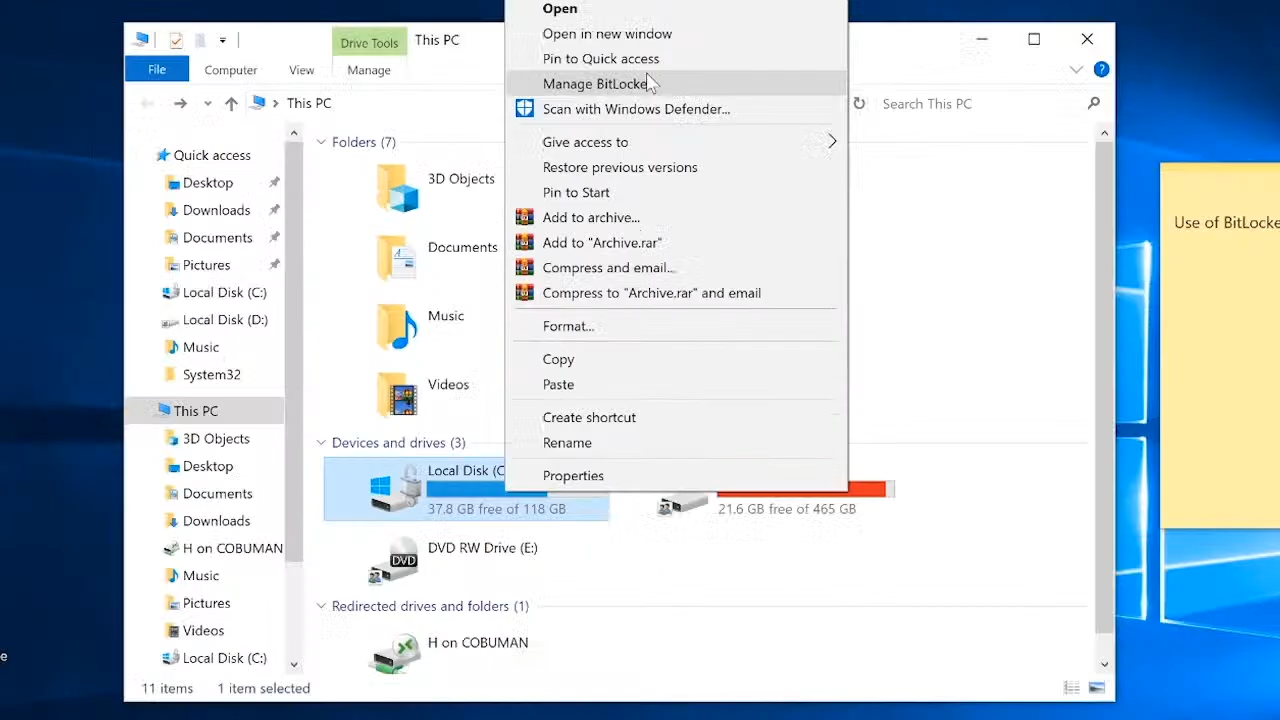 Drive Tools
This PC
File
Computer
View
Manage
This PC
Search This PC
Quick access
Desktop
Downloads
Documents
Pictures
Local Disk (C:)
Local Disk (D:)
Music
System32
This PC
3D Objects
Desktop
Documents
Downloads
H on COBUMAN
Music
Pictures
Videos
Local Disk (C:)
Folders (7)
3D Objects
Documents
Music
Videos
Devices and drives (3)
Local Disk (C
37.8 GB free of 118 GB
21.6 GB free of 465 GB
DVD
DVD RW Drive (E:)
Redirected drives and folders (1)
H on COBUMAN
11 items
1 item selected
Open
Open in new window
Pin to Quick access
Manage BitLocke
Scan with Windows Defender...
Give access to
Restore previous versions
Pin to Start
Add to archive...
Add to "Archive.rar"
Compress and email...
Compress to "Archive.rar" and email
Format...
Copy
Paste
Create shortcut
Rename
Properties
Use of BitLocke
e